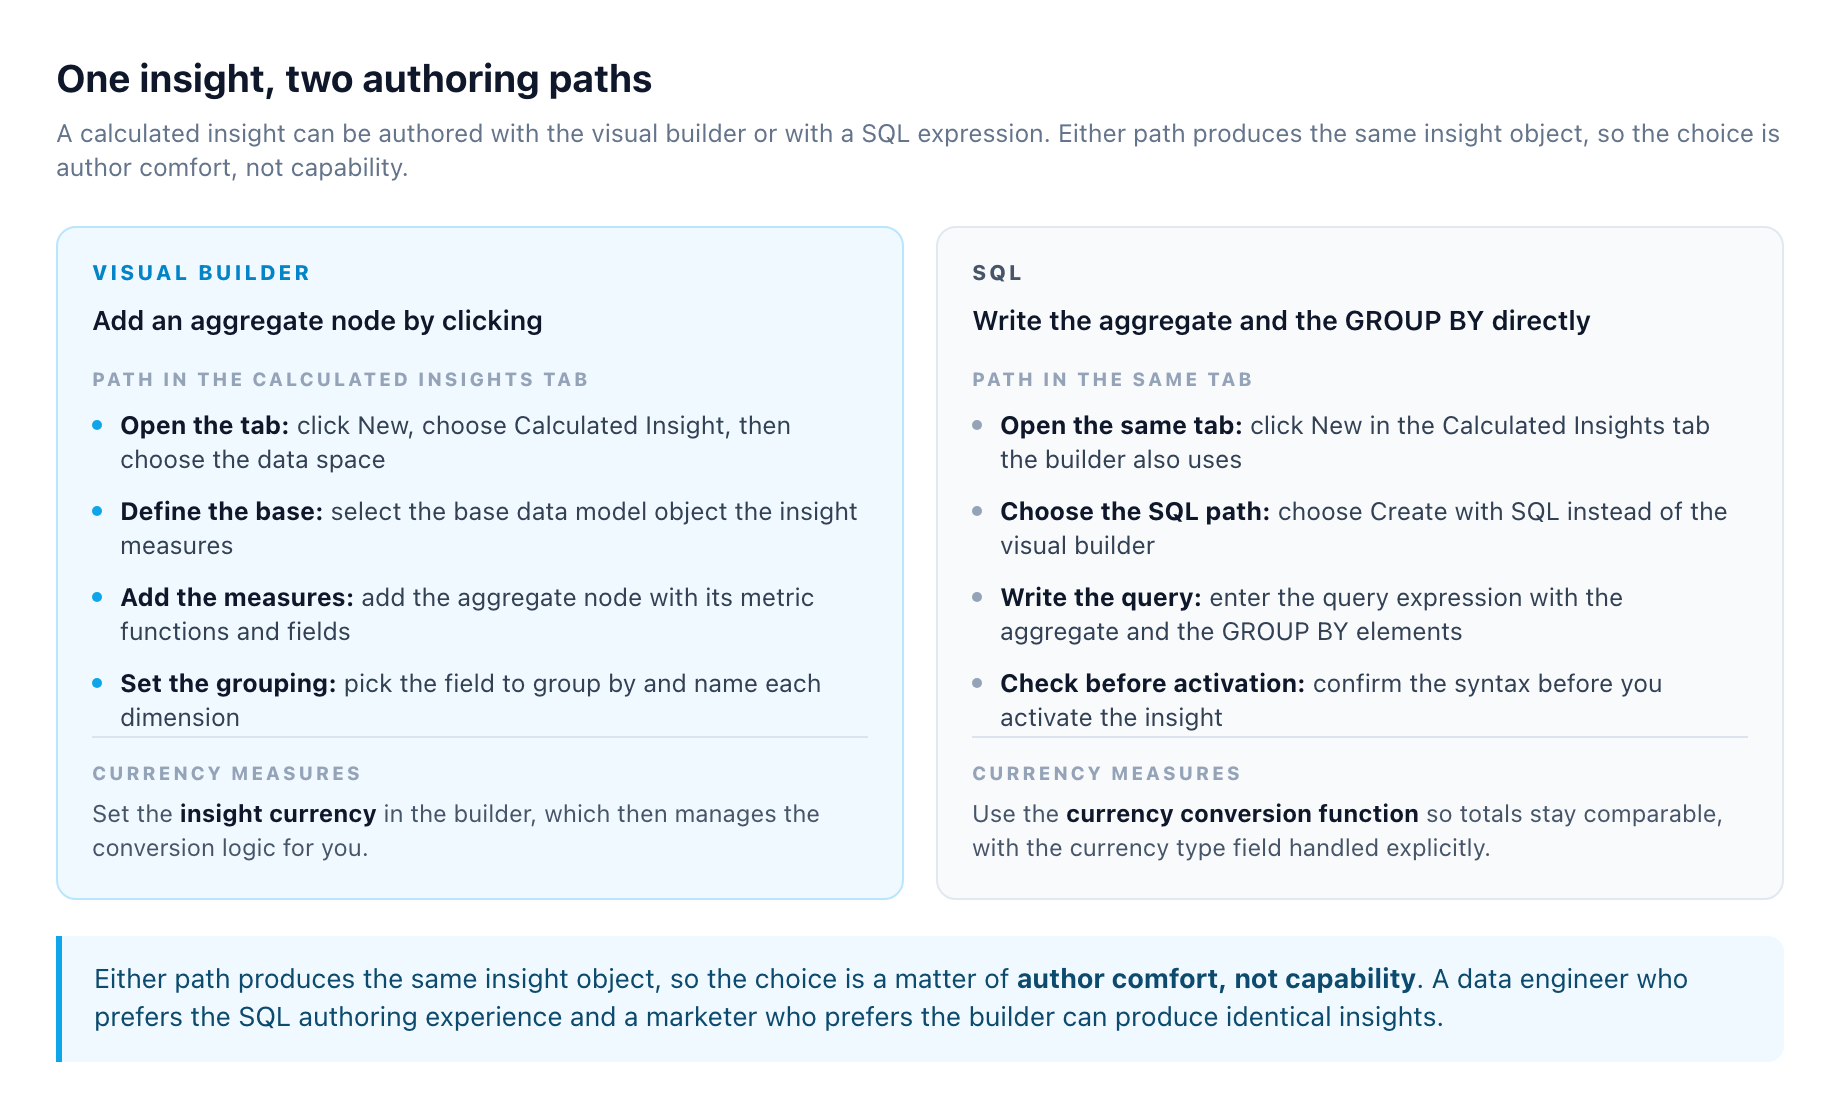 One insight, two authoring paths
A calculated insight can be authored with the visual builder or with a SQL expression. Either path produces the same insight object, so the choice is
author comfort, not capability.
VISUAL BUILDER
Add an aggregate node by clicking
PATH IN THE CALCULATED INSIGHTS TAB
Open the tab: click New, choose Calculated Insight, then
choose the data space
Define the base: select the base data model object the insight
measures
Add the measures: add the aggregate node with its metric
functions and fields
Set the grouping: pick the field to group by and name each
dimension
CURRENCY MEASURES
Set the insight currency in the builder, which then manages the
conversion logic for you.
SQL
Write the aggregate and the GROUP BY directly
PATH IN THE SAME TAB
Open the same tab: click New in the Calculated Insights tab
the builder also uses
Choose the SQL path: choose Create with SQL instead of the
visual builder
Write the query: enter the query expression with the
aggregate and the GROUP BY elements
Check before activation: confirm the syntax before you
activate the insight
CURRENCY MEASURES
Use the currency conversion function so totals stay comparable,
with the currency type field handled explicitly.
Either path produces the same insight object, so the choice is a matter of author comfort, not capability. A data engineer who
prefers the SQL authoring experience and a marketer who prefers the builder can produce identical insights.